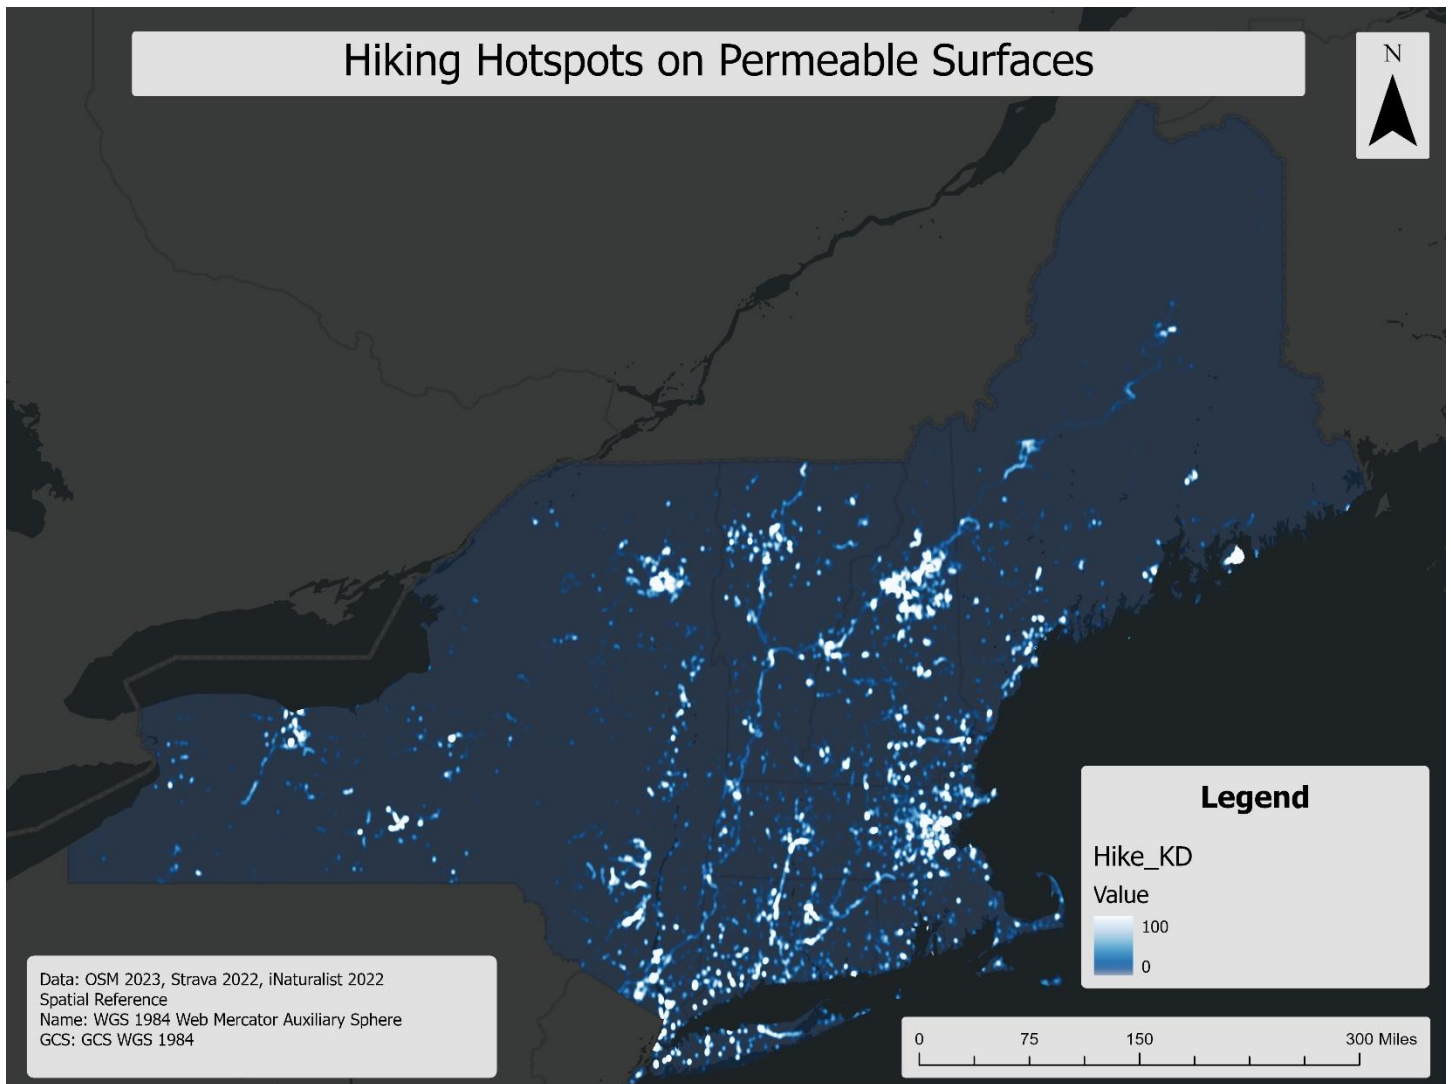 Hiking Hotspots on Permeable Surfaces
N
Legend
Hike_KD
Value
100
0
Data: OSM 2023, Strava 2022, iNaturalist 2022
Spatial Reference
Name: WGS 1984 Web Mercator Auxiliary Sphere
GCS: GCS WGS 1984
0 75 150 300 Miles